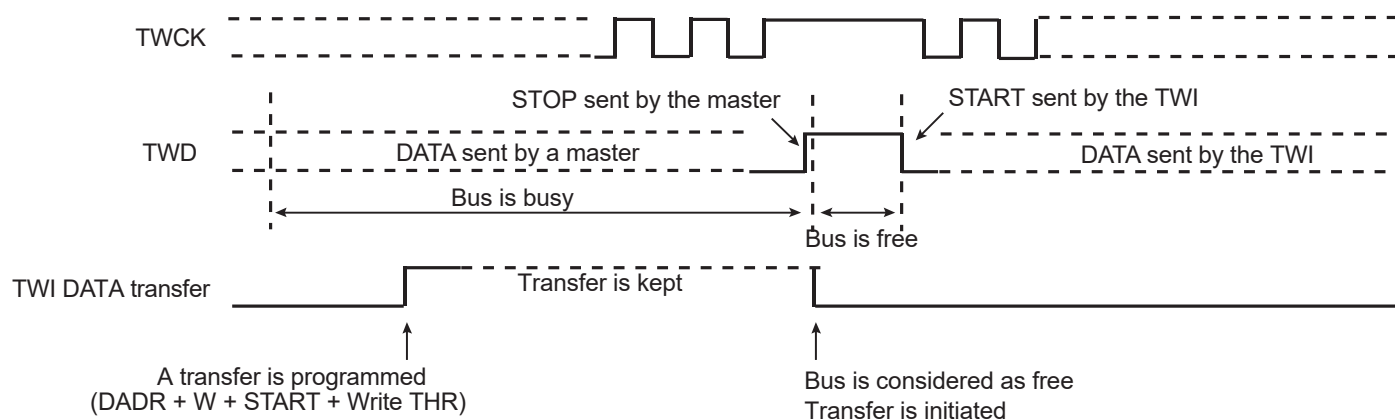 TWCK
STOP sent by the master
START sent by the TWI
TWD
DATA sent by a master
DATA sent by the TWI
Bus is busy
Bus is free
TWI DATA transfer
Transfer is kept
A transfer is programmed
(DADR + W + START + Write THR)
Bus is considered as free
Transfer is initiated